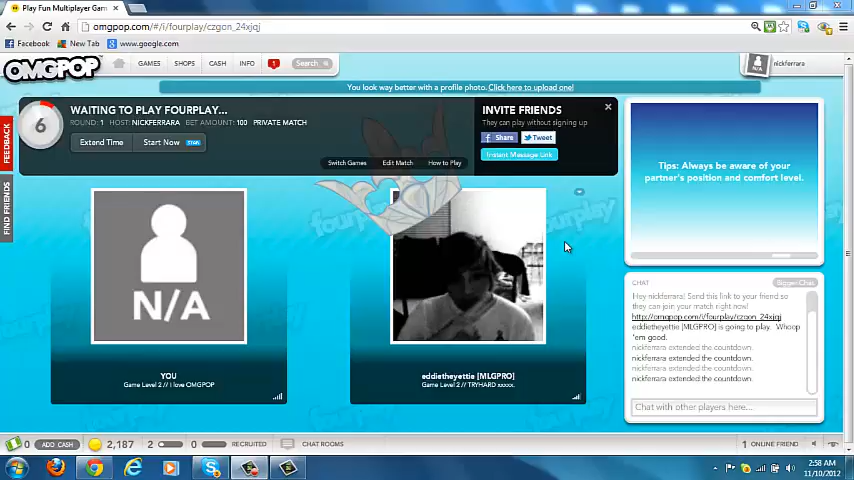 Play Fun Multiplayer Gam
omgpop.com/#/i/fourplay/czgon_24xjqj
Facebook New Tab www.google.com
OMGPOP
GAMES SHOPS CASH INFO 1 Search
N/A nickferrara
You look way better with a profile photo. Click here to upload one!
6
WAITING TO PLAY FOURPLAY...
ROUND: 1 HOST: NICKFERRARA BET AMOUNT: 100 PRIVATE MATCH
Extend Time Start Now
Switch Games Edit Match How to Play
INVITE FRIENDS
They can play without signing up
Share Tweet
Instant Message Link
FEEDBACK
FIND FRIENDS
Tips: Always be aware of your
partner's position and comfort level.
fourplay
N/A
YOU
Game Level 2 // I love OMGPOP
eddietheyettie [MLGPRO]
Game Level 2 // TRYHARD xxxxx.
CHAT Bigger Chat
Hey nickferrara! Send this link to your friend so
they can join your match right now!
http://omgpop.com/i/fourplay/czgon_24xjqj
eddietheyettie [MLGPRO] is going to play. Whoop
'em good.
nickferrara extended the countdown.
nickferrara extended the countdown.
nickferrara extended the countdown.
nickferrara extended the countdown.
Chat with other players here...
0 ADD CASH 2,187 2 0 RECRUITED CHAT ROOMS 1 ONLINE FRIEND
2:58 AM
11/10/2012